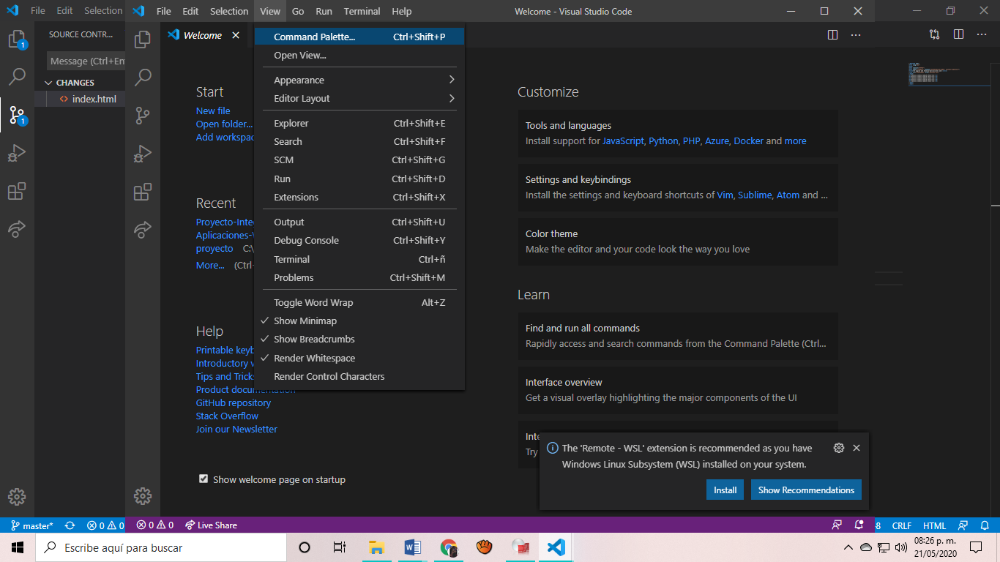 File Edit Selection
SOURCE CONTR...
Message (Ctrl+En
CHANGES
index.html
1
1
master*
0 0
File Edit Selection View Go Run Terminal Help
Welcome - Visual Studio Code
Welcome
Command Palette... Ctrl+Shift+P
Open View...
Appearance
Editor Layout
Explorer Ctrl+Shift+E
Search Ctrl+Shift+F
SCM Ctrl+Shift+G
Run Ctrl+Shift+D
Extensions Ctrl+Shift+X
Output Ctrl+Shift+U
Debug Console Ctrl+Shift+Y
Terminal Ctrl+ñ
Problems Ctrl+Shift+M
Toggle Word Wrap Alt+Z
Show Minimap
Show Breadcrumbs
Render Whitespace
Render Control Characters
Start
New file
Open folder...
Add workspac
Recent
Proyecto-Inte
Aplicaciones-
proyecto C:\
More... (Ctrl-
Help
Printable keyb
Introductory v
Tips and Trick
Product documentation
GitHub repository
Stack Overflow
Join our Newsletter
Show welcome page on startup
Customize
Tools and languages
Install support for JavaScript, Python, PHP, Azure, Docker and more
Settings and keybindings
Install the settings and keyboard shortcuts of Vim, Sublime, Atom and ...
Color theme
Make the editor and your code look the way you love
Learn
Find and run all commands
Rapidly access and search commands from the Command Palette (Ctrl...
Interface overview
Get a visual overlay highlighting the major components of the UI
Inte
Try
The 'Remote - WSL' extension is recommended as you have
Windows Linux Subsystem (WSL) installed on your system.
Install Show Recommendations
0 0 Live Share
-8 CRLF HTML
Escribe aquí para buscar
08:26 p. m.
21/05/2020